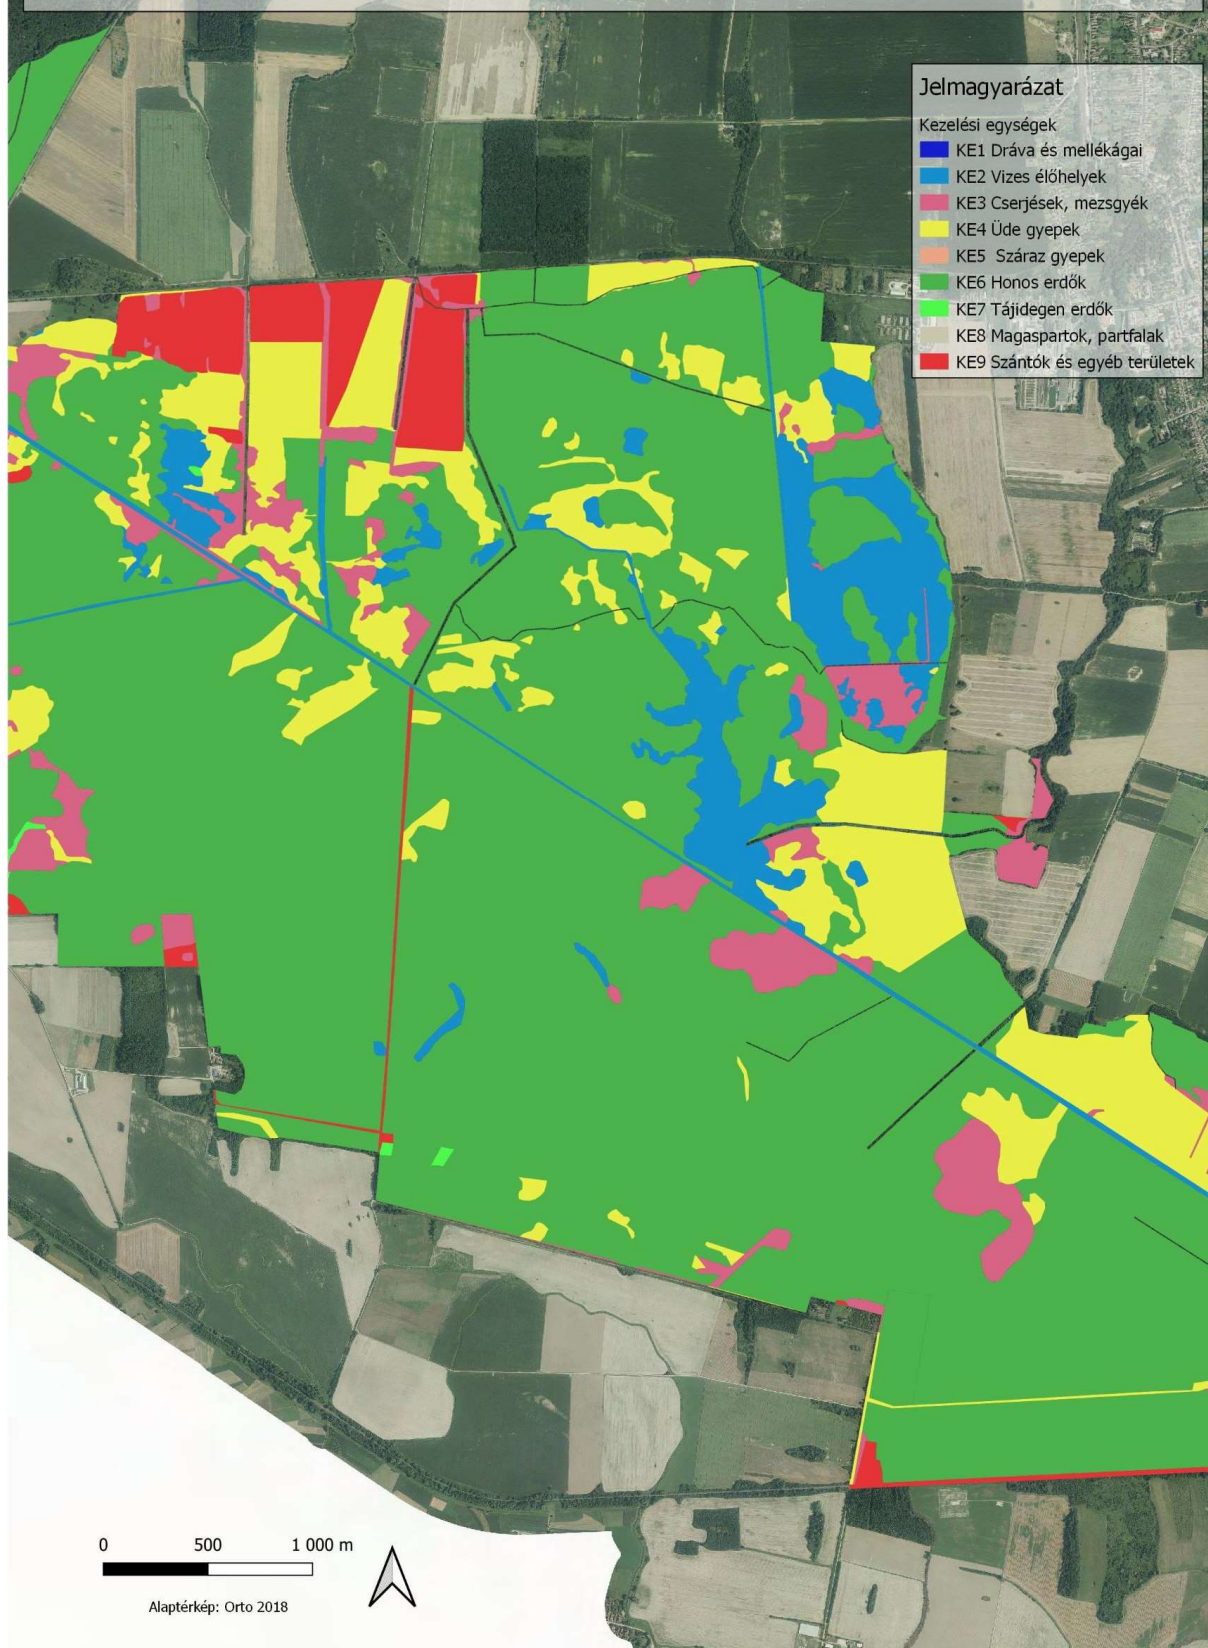 Jelmagyarázat
Kezelési egységek
KE1 Dráva és mellékágai
KE2 Vizes élőhelyek
KE3 Cserjések, mezsgyék
KE4 Üde gyepek
KE5 Száraz gyepek
KE6 Honos erdők
KE7 Tájidegen erdők
KE8 Magaspartok, partfalak
KE9 Szántók és egyéb területek
0 500 1 000 m
Alaptérkép: Orto 2018